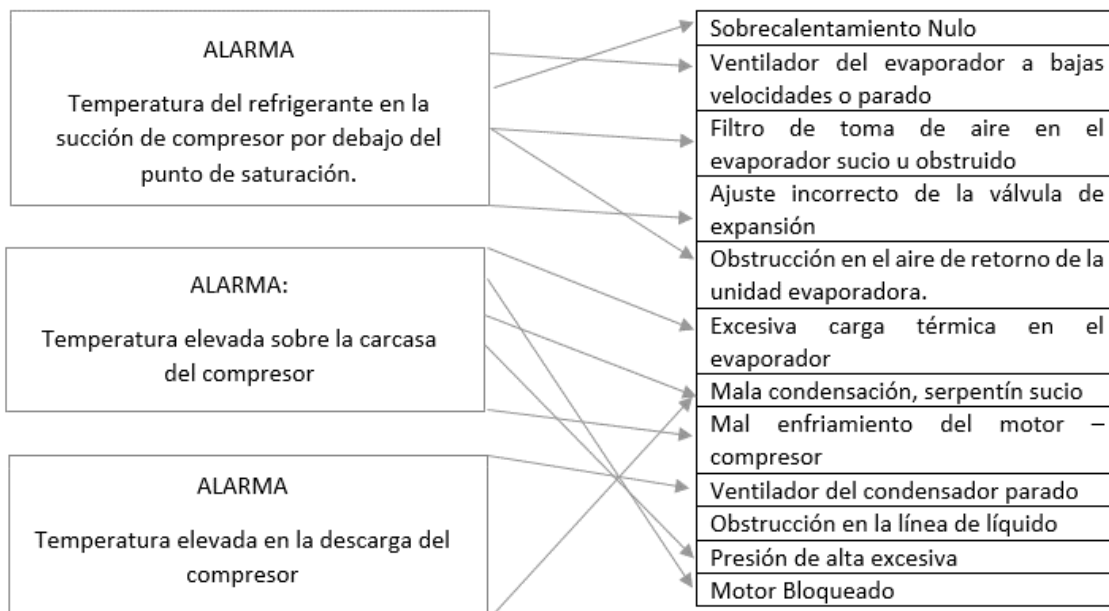 ALARMA
Temperatura del refrigerante en la
succión de compresor por debajo del
punto de saturación.
ALARMA:
Temperatura elevada sobre la carcasa
del compresor
ALARMA
Temperatura elevada en la descarga del
compresor
Sobrecalentamiento Nulo
Ventilador del evaporador a bajas
velocidades o parado
Filtro de toma de aire en el
evaporador sucio u obstruido
Ajuste incorrecto de la válvula de
expansión
Obstrucción en el aire de retorno de la
unidad evaporadora.
Excesiva carga térmica en el
evaporador
Mala condensación, serpentín sucio
Mal enfriamiento del motor –
compresor
Ventilador del condensador parado
Obstrucción en la línea de líquido
Presión de alta excesiva
Motor Bloqueado